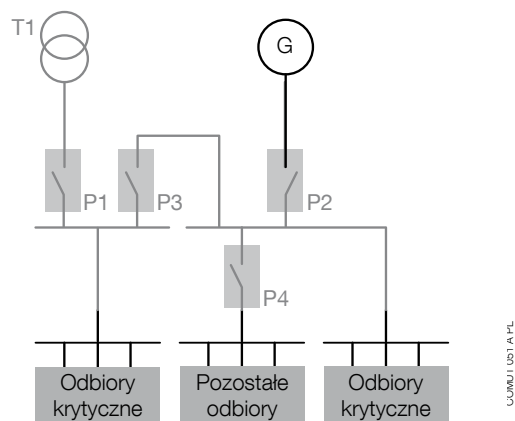 T1
G
P1
P3
P2
P4
Odbiory
krytyczne
Pozostałe
odbiory
Odbiory
krytyczne